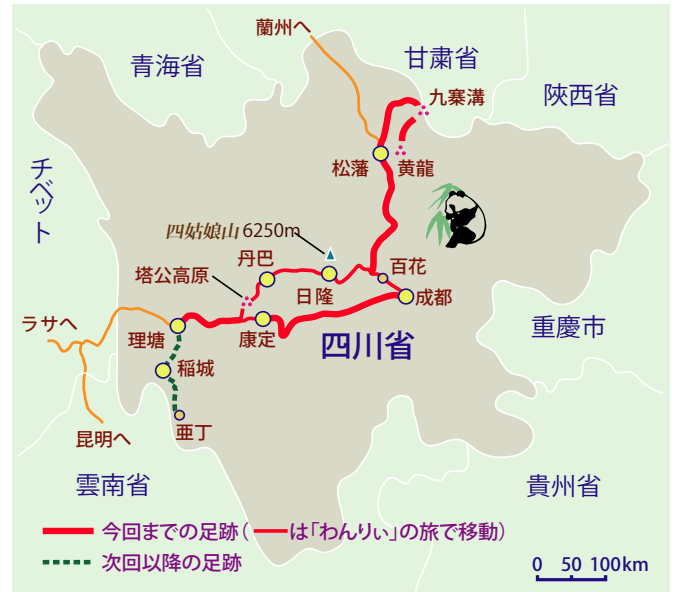 蘭州へ
青海省
甘粛省
九寨溝
陝西省
チベット
松藩
黄龍
四姑娘山 6250m
丹巴
百花
塔公高原
日隆
成都
ラサへ
理塘
康定
四川省
重慶市
稲城
昆明へ
亜丁
雲南省
貴州省
今回までの足跡(━は「わんりぃ」の旅で移動)
次回以降の足跡
0 50 100km